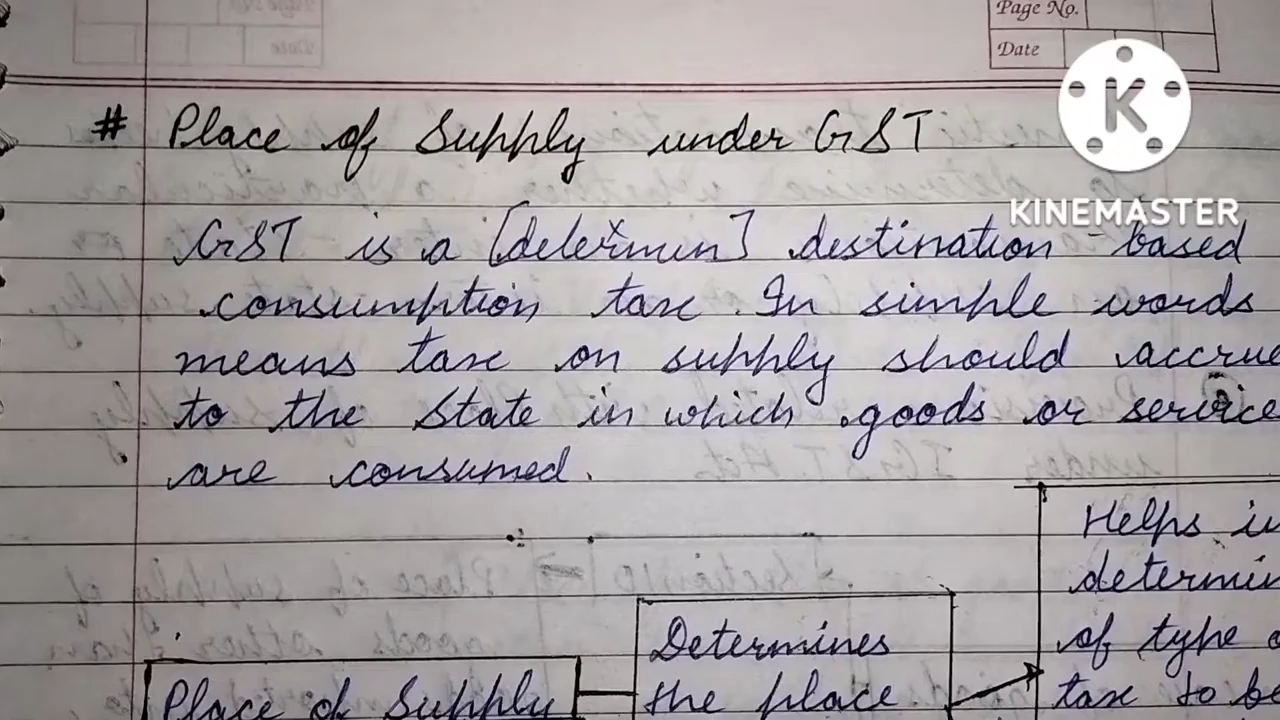 Page No.
Date
K
KINEMASTER
# Place of Supply under GST
GST is a [determin] destination-based
consumption tax. In simple words
means tax on supply should accrue
to the State in which goods or service
are consumed.
Helps in
determin
of type o
tax to be
Determines
the place
Place of Supply